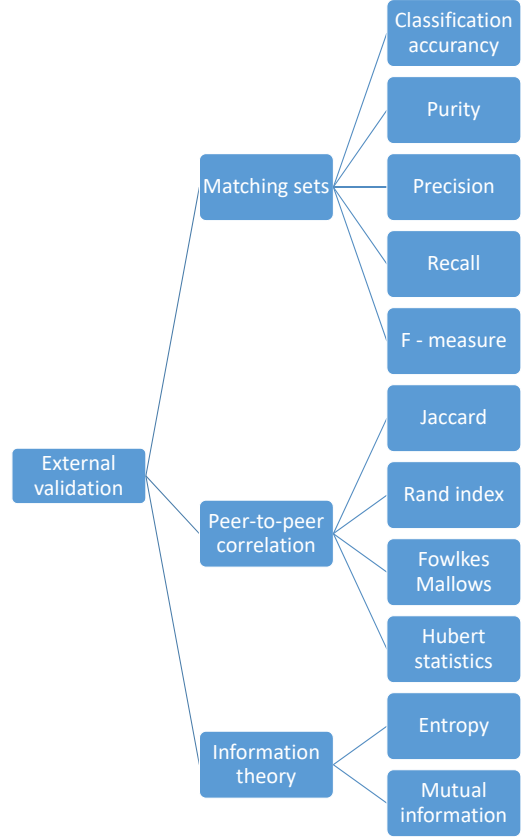 Classification
accurancy
Purity
Matching sets
Precision
Recall
F - measure
External
validation
Jaccard
Rand index
Peer-to-peer
correlation
Fowlkes
Mallows
Hubert
statistics
Information
theory
Entropy
Mutual
information